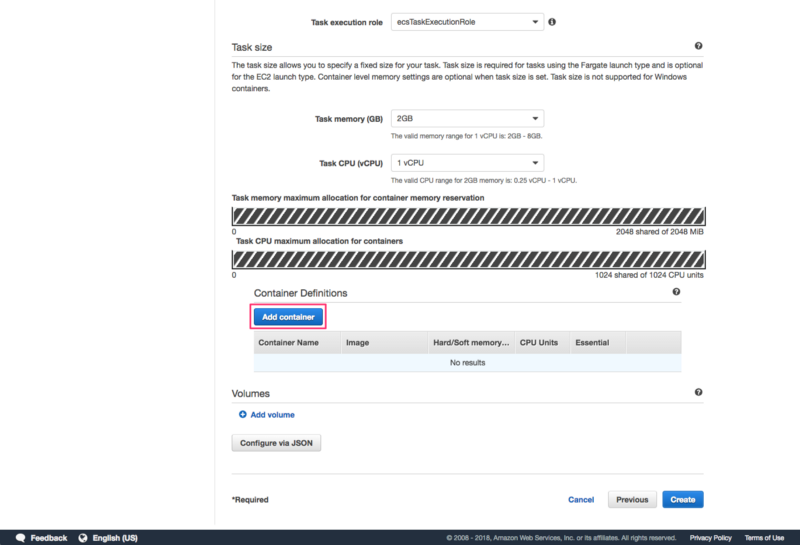 Task execution role
ecsTaskExecutionRole
Task size
The task size allows you to specify a fixed size for your task. Task size is required for tasks using the Fargate launch type and is optional
for the EC2 launch type. Container level memory settings are optional when task size is set. Task size is not supported for Windows
containers.
Task memory (GB)
2GB
The valid memory range for 1 vCPU is: 2GB - 8GB.
Task CPU (vCPU)
1 vCPU
The valid CPU range for 2GB memory is: 0.25 vCPU - 1 vCPU.
Task memory maximum allocation for container memory reservation
0 2048 shared of 2048 MiB
Task CPU maximum allocation for containers
0 1024 shared of 1024 CPU units
Container Definitions
Add container
Container Name Image Hard/Soft memory... CPU Units Essential
No results
Volumes
Add volume
Configure via JSON
*Required Cancel Previous Create
Feedback English (US) © 2008 - 2018, Amazon Web Services, Inc. or its affiliates. All rights reserved. Privacy Policy Terms of Use